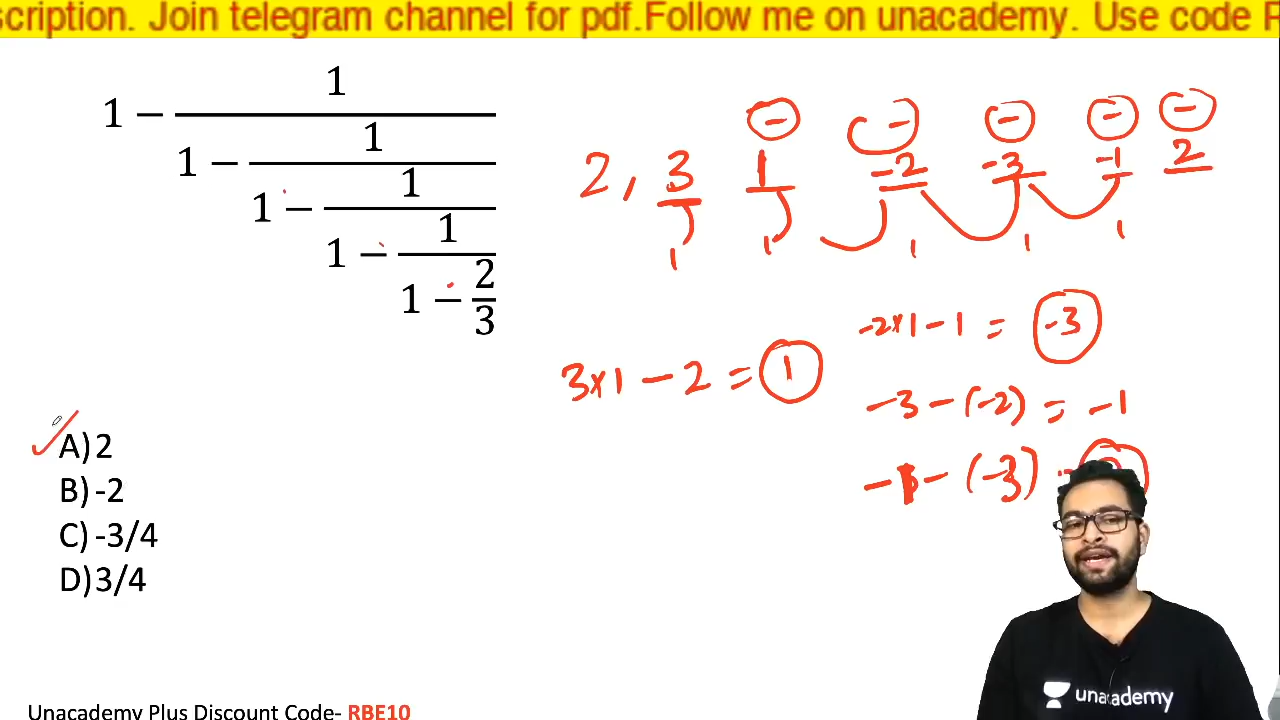 scription. Join telegram channel for pdf.Follow me on unacademy. Use code R
1 − 1
1 − 1
1 − 1
1 − 1
1 − 2
3
2, 3 1 -2 -3 -1 2
− − − − −
1 1 1 1 1
3×1 − 2 = 1
-2×1 − 1 = -3
-3 − (-2) = -1
− (-3)
A) 2
B) -2
C) -3/4
D) 3/4
unacademy
Unacademy Plus Discount Code- RBE10